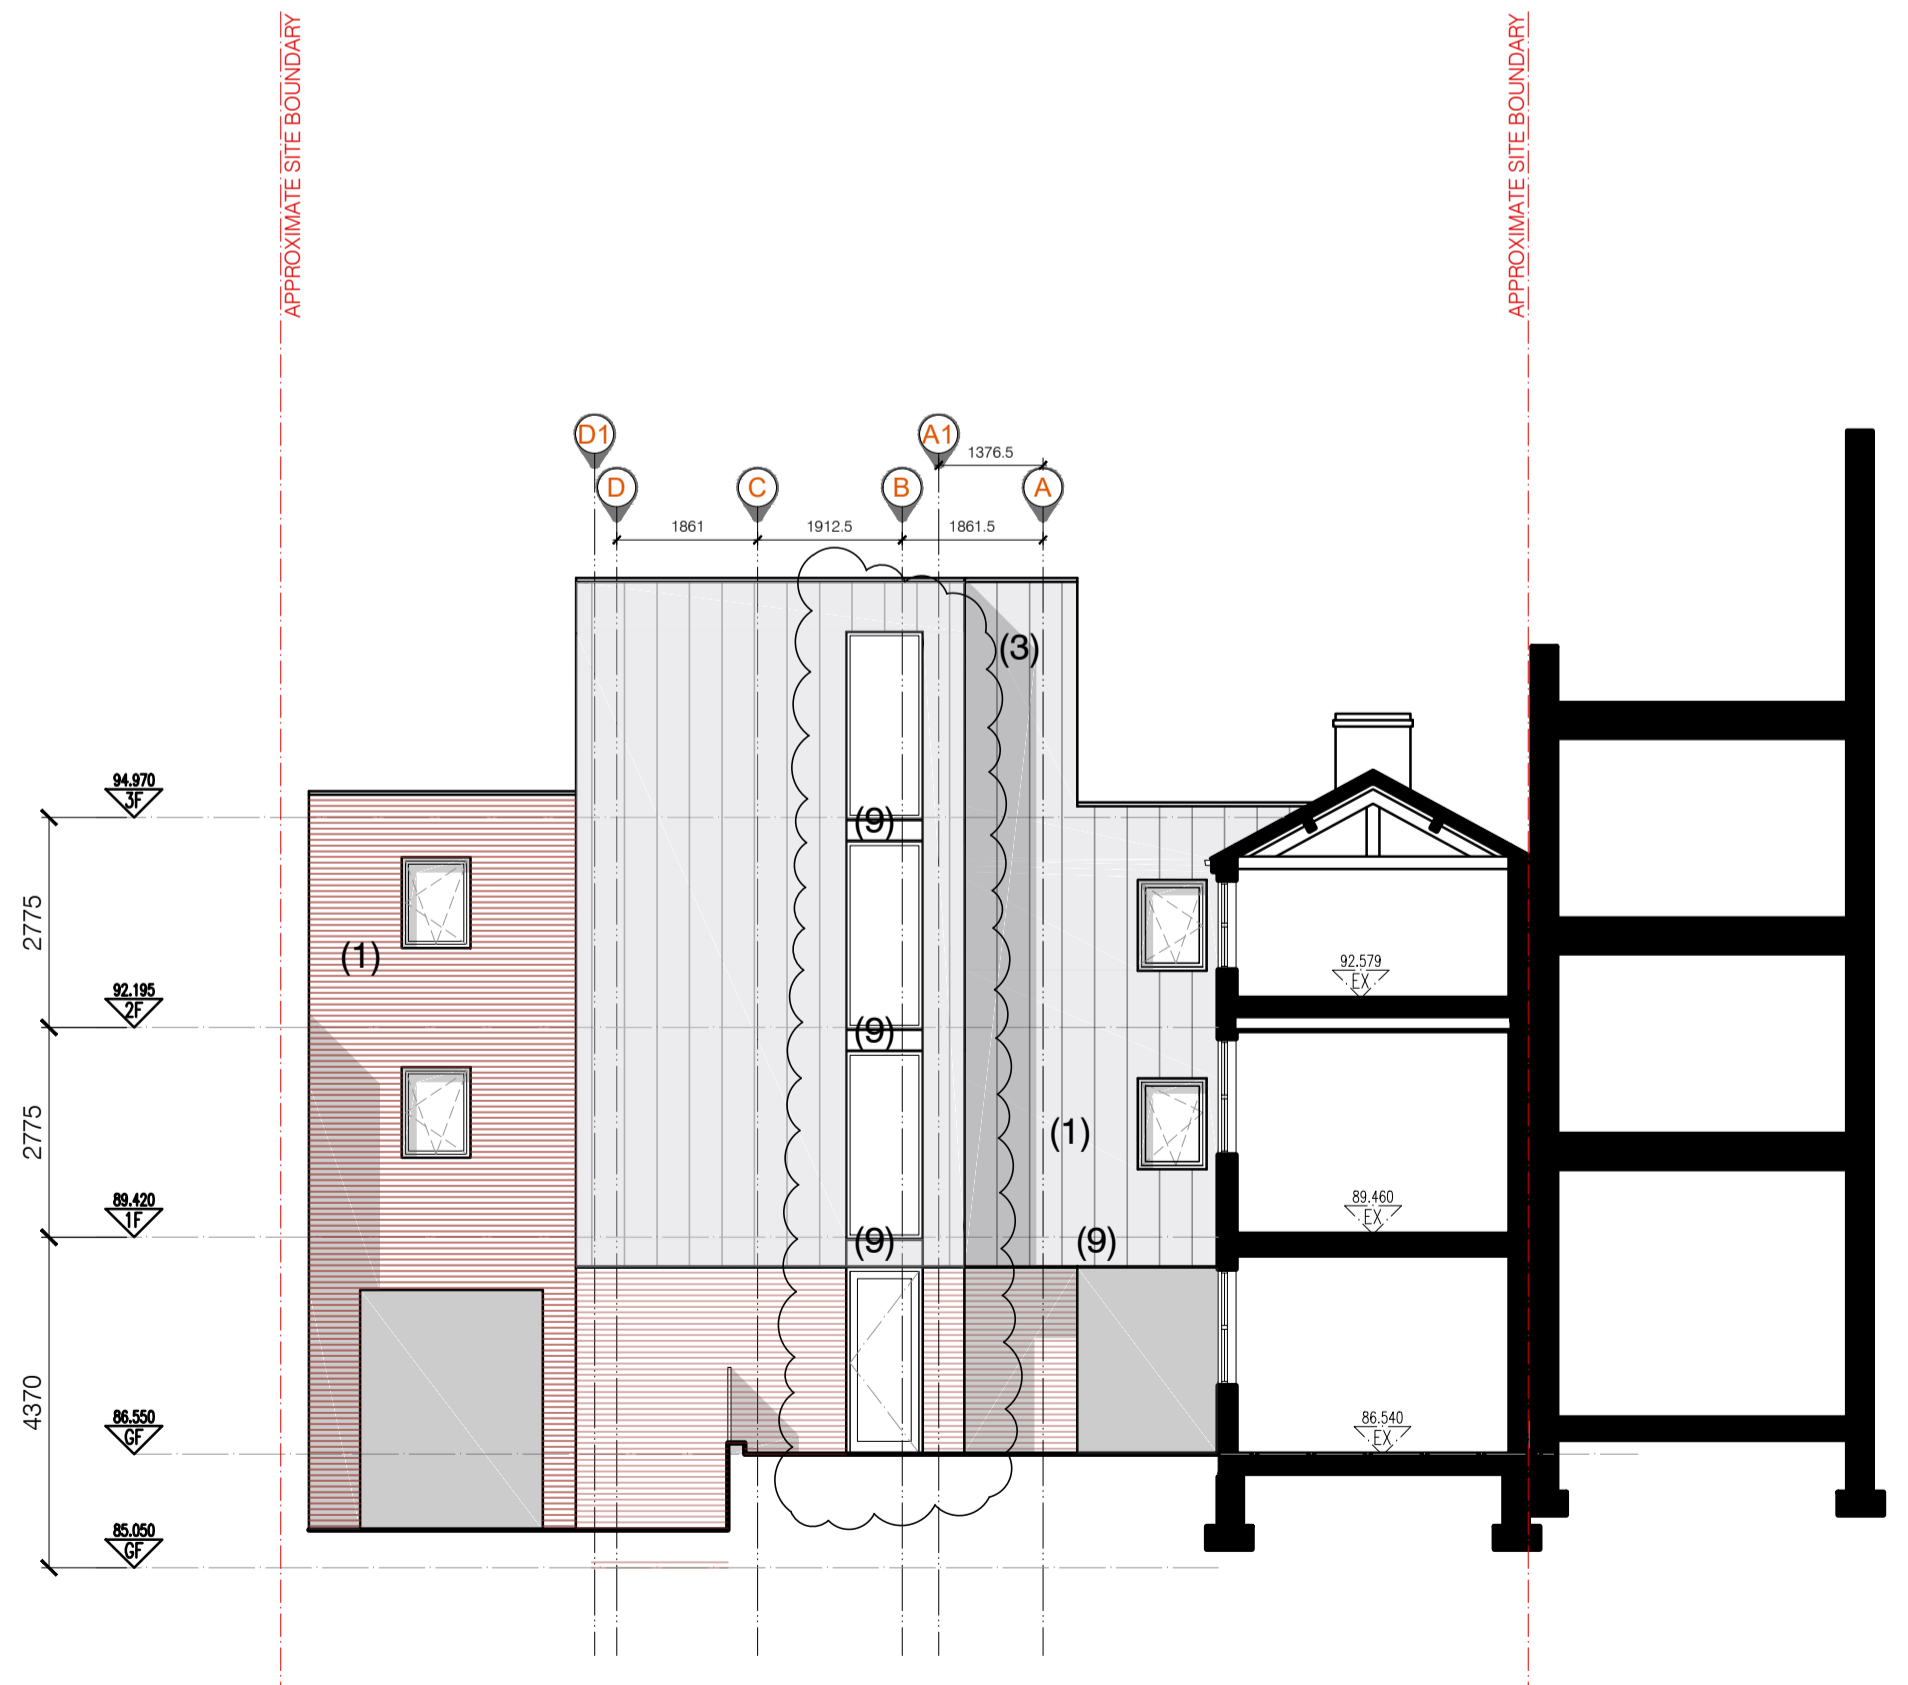 APPROXIMATE SITE BOUNDARY
APPROXIMATE SITE BOUNDARY
D1
A1
1376.5
D
C
B
A
1861
1912.5
1861.5
(3)
94.970
3F
(9)
2775
(1)
92.579
EX
92.195
2F
(9)
2775
(1)
89.420
1F
89.460
EX
(9)
(9)
4370
86.550
GF
86.540
EX
85.050
GF